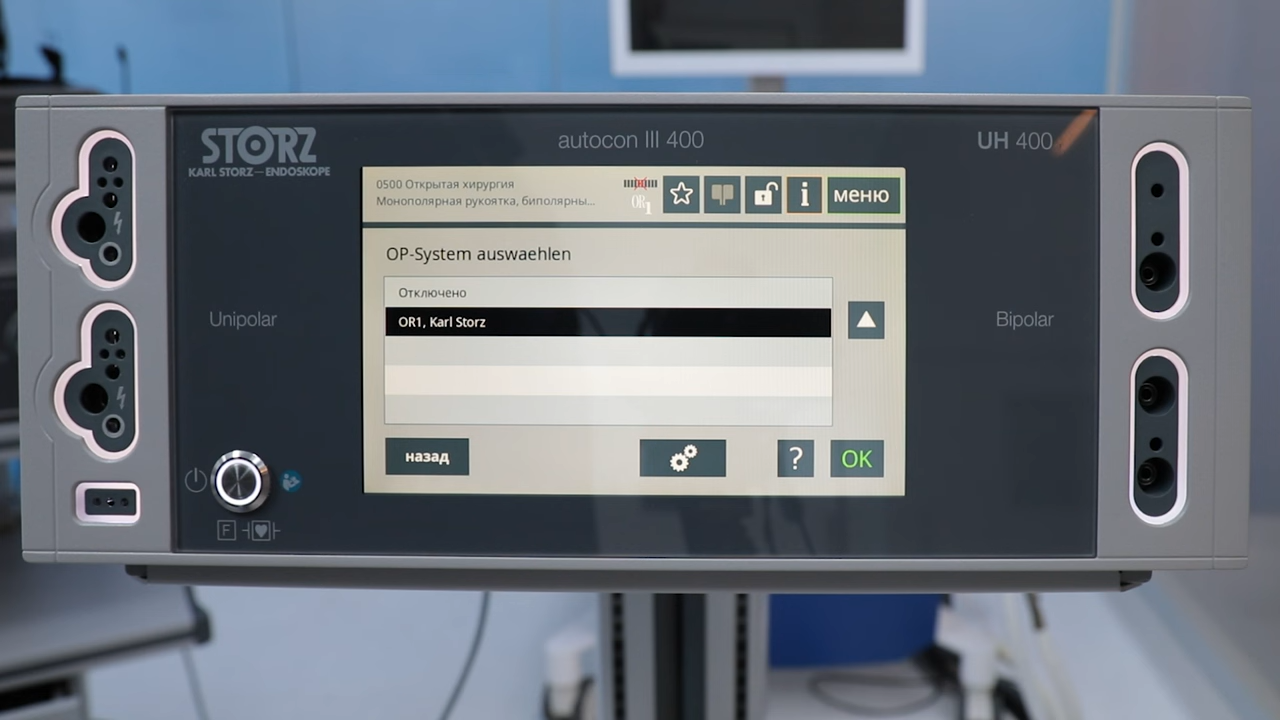 STORZ
KARL STORZ—ENDOSKOPE
autocon III 400
UH 400
0500 Открытая хирургия
Монополярная рукоятка, биполярны...
OR1
i
меню
OP-System auswaehlen
Отключено
OR1, Karl Storz
Unipolar
Bipolar
назад
?
OK
F